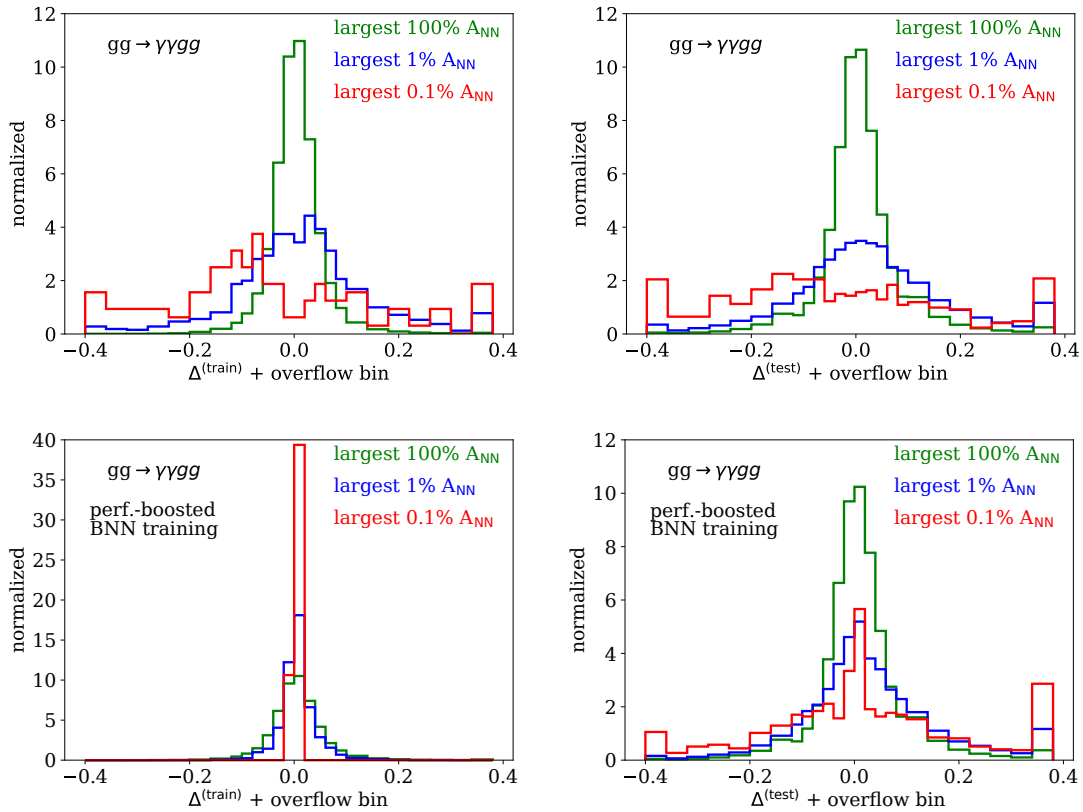 gg → γγgg
largest 100% A_NN
largest 1% A_NN
largest 0.1% A_NN
normalized
12
10
8
6
4
2
0
−0.4
−0.2
0.0
0.2
0.4
Δ^(train) + overflow bin
gg → γγgg
largest 100% A_NN
largest 1% A_NN
largest 0.1% A_NN
normalized
12
10
8
6
4
2
0
−0.4
−0.2
0.0
0.2
0.4
Δ^(test) + overflow bin
gg → γγgg
perf.-boosted
BNN training
largest 100% A_NN
largest 1% A_NN
largest 0.1% A_NN
normalized
40
35
30
25
20
15
10
5
0
−0.4
−0.2
0.0
0.2
0.4
Δ^(train) + overflow bin
gg → γγgg
perf.-boosted
BNN training
largest 100% A_NN
largest 1% A_NN
largest 0.1% A_NN
normalized
12
10
8
6
4
2
0
−0.4
−0.2
0.0
0.2
0.4
Δ^(test) + overflow bin